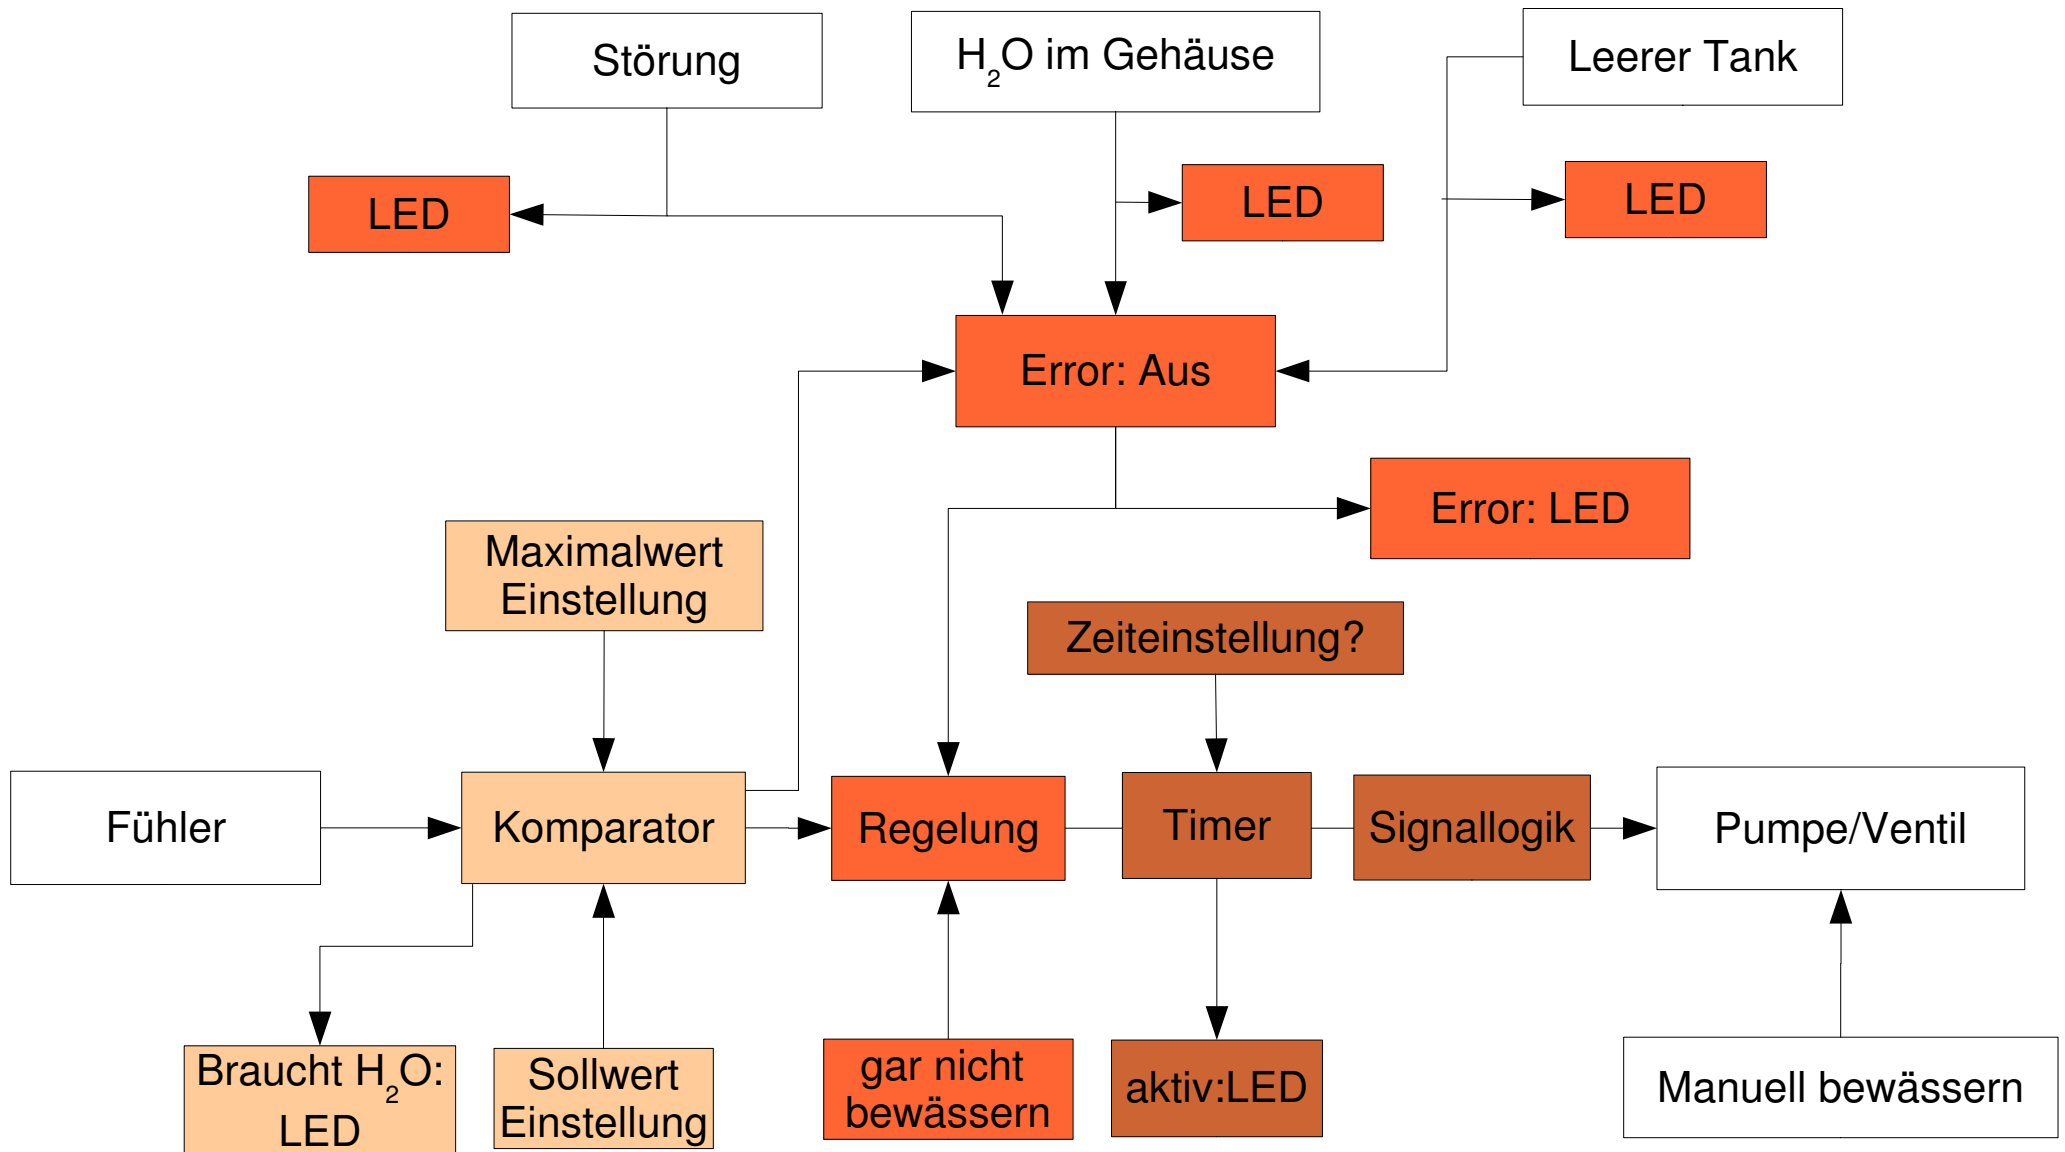 Störung
H₂O im Gehäuse
Leerer Tank
LED
LED
LED
Error: Aus
Error: LED
Maximalwert
Einstellung
Zeiteinstellung?
Fühler
Komparator
Regelung
Timer
Signallogik
Pumpe/Ventil
Braucht H₂O:
LED
Sollwert
Einstellung
gar nicht
bewässern
aktiv:LED
Manuell bewässern